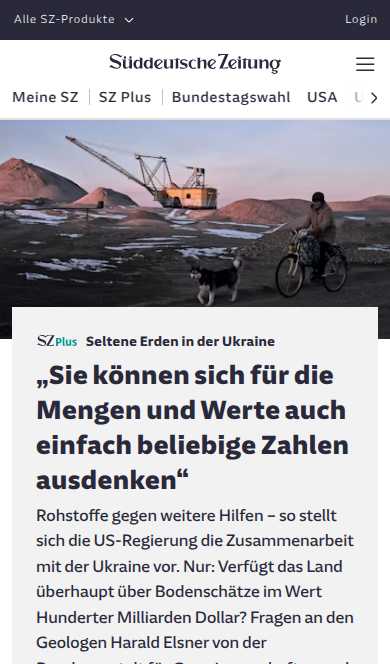 Alle SZ-Produkte
Login
Süddeutsche Zeitung
Meine SZ
SZ Plus
Bundestagswahl
USA
SZ Plus Seltene Erden in der Ukraine
„Sie können sich für die
Mengen und Werte auch
einfach beliebige Zahlen
ausdenken“
Rohstoffe gegen weitere Hilfen – so stellt
sich die US-Regierung die Zusammenarbeit
mit der Ukraine vor. Nur: Verfügt das Land
überhaupt über Bodenschätze im Wert
Hunderter Milliarden Dollar? Fragen an den
Geologen Harald Elsner von der